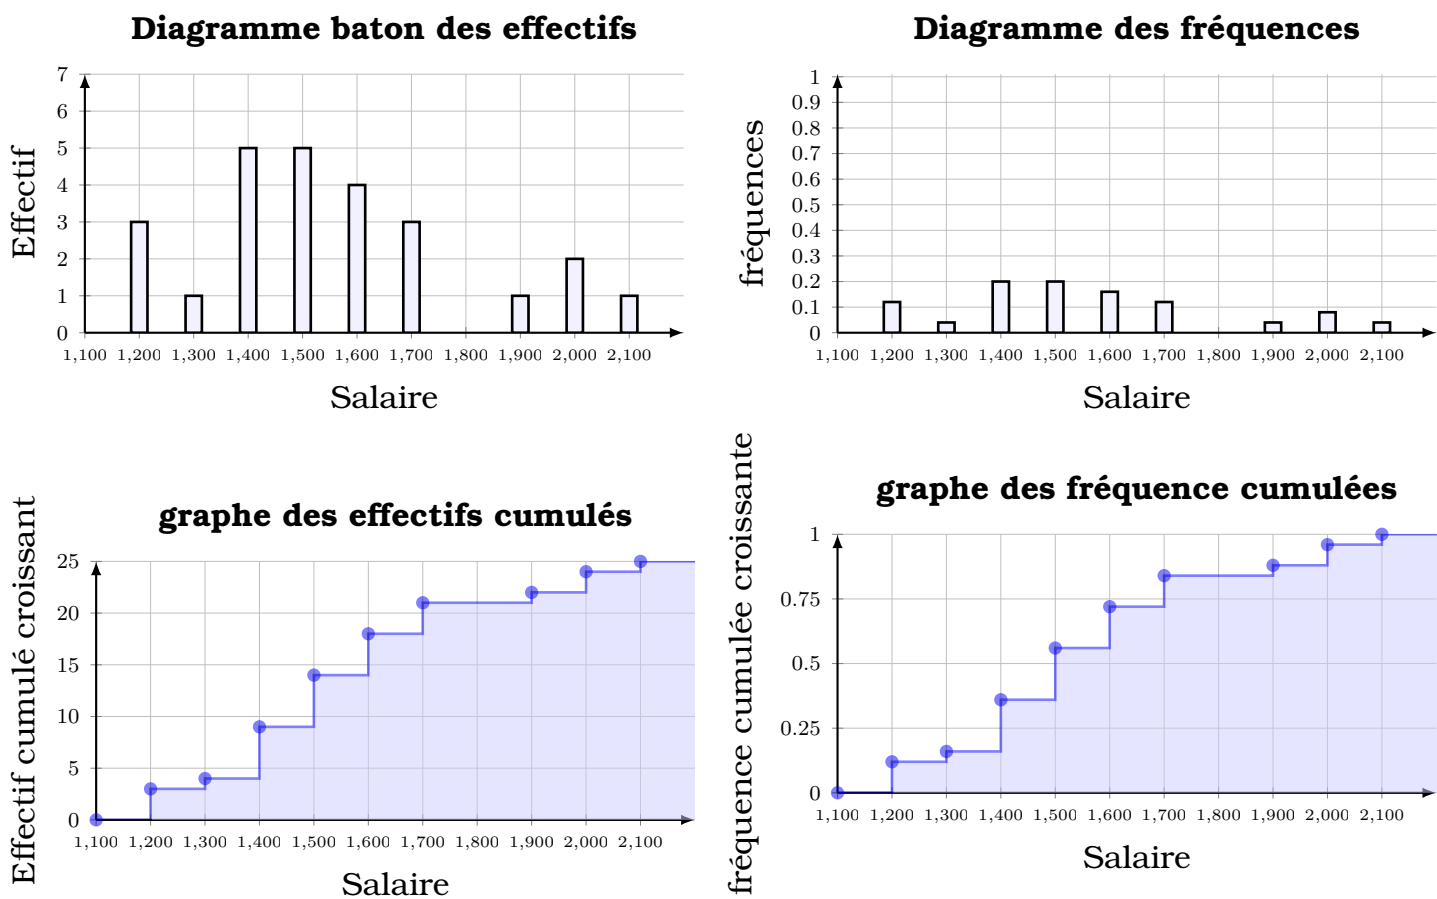 Diagramme baton des effectifs
7
6
5
4
3
2
1
0
Effectif
1,100 1,200 1,300 1,400 1,500 1,600 1,700 1,800 1,900 2,000 2,100
Salaire
Diagramme des fréquences
1
0.9
0.8
0.7
0.6
0.5
0.4
0.3
0.2
0.1
0
fréquences
1,100 1,200 1,300 1,400 1,500 1,600 1,700 1,800 1,900 2,000 2,100
Salaire
graphe des effectifs cumulés
25
20
15
10
5
0
Effectif cumulé croissant
1,100 1,200 1,300 1,400 1,500 1,600 1,700 1,800 1,900 2,000 2,100
Salaire
graphe des fréquence cumulées
1
0.75
0.5
0.25
0
fréquence cumulée croissante
1,100 1,200 1,300 1,400 1,500 1,600 1,700 1,800 1,900 2,000 2,100
Salaire